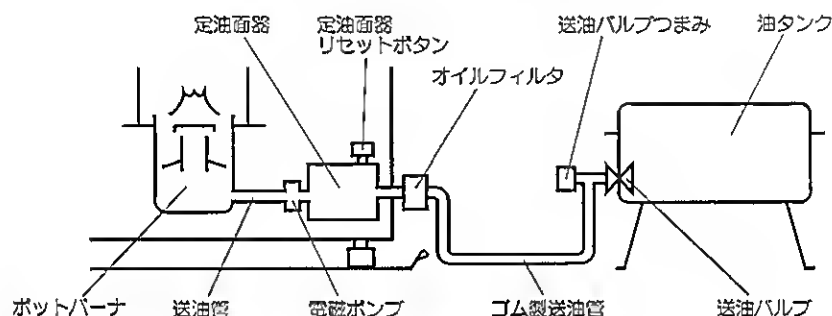 定油面器
定油面器
リセットボタン
送油バルブつまみ
油タンク
オイルフィルタ
ポットバーナ
送油管
電磁ポンプ
ゴム製送油管
送油バルブ